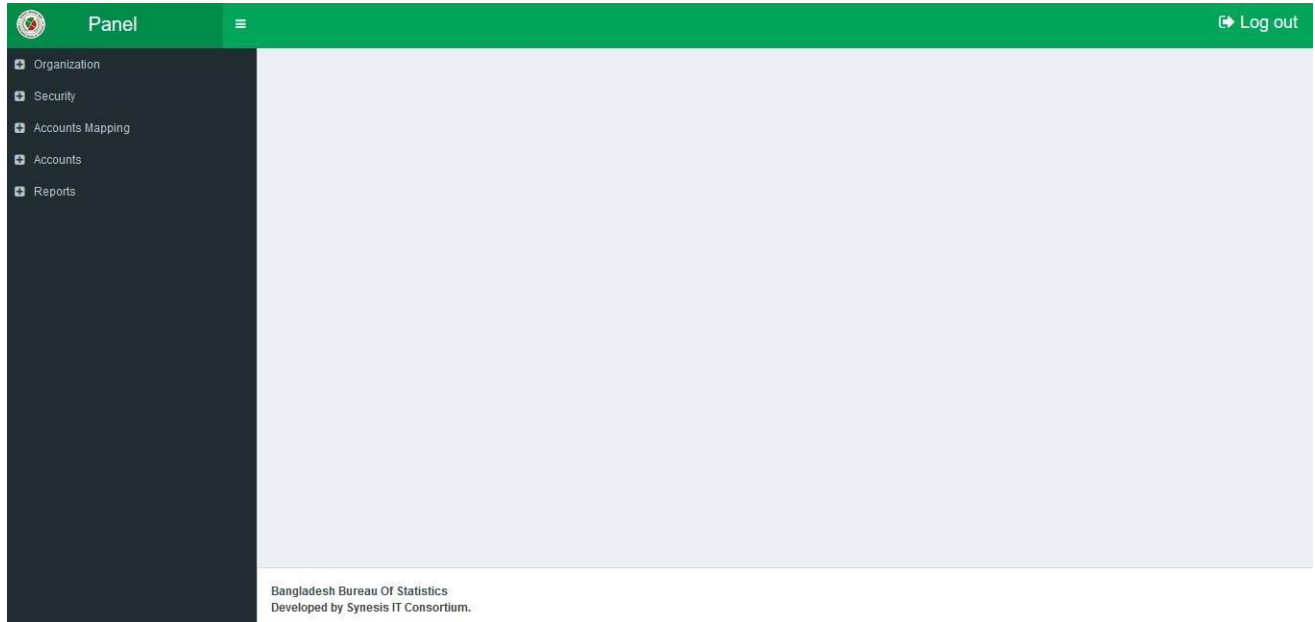 Panel
Log out
Organization
Security
Accounts Mapping
Accounts
Reports
Bangladesh Bureau Of Statistics
Developed by Synesis IT Consortium.